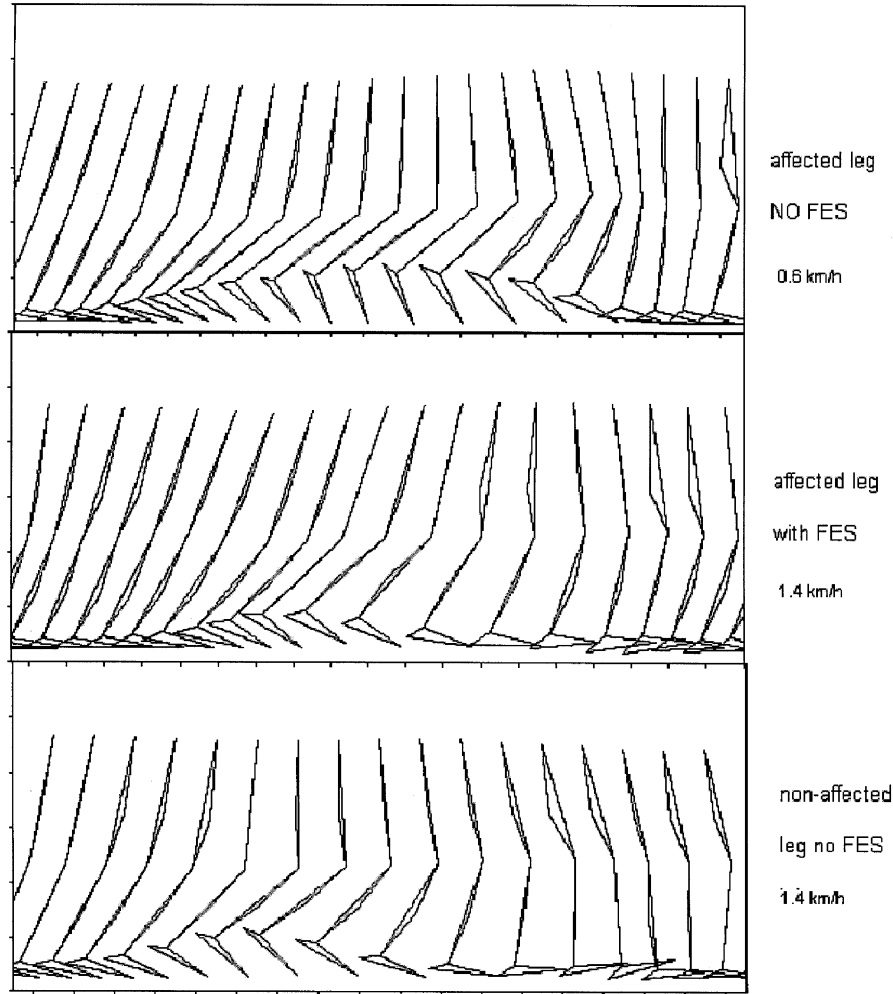 affected leg
NO FES
0.6 km/h
affected leg
with FES
1.4 km/h
non-affected
leg no FES
1.4 km/h